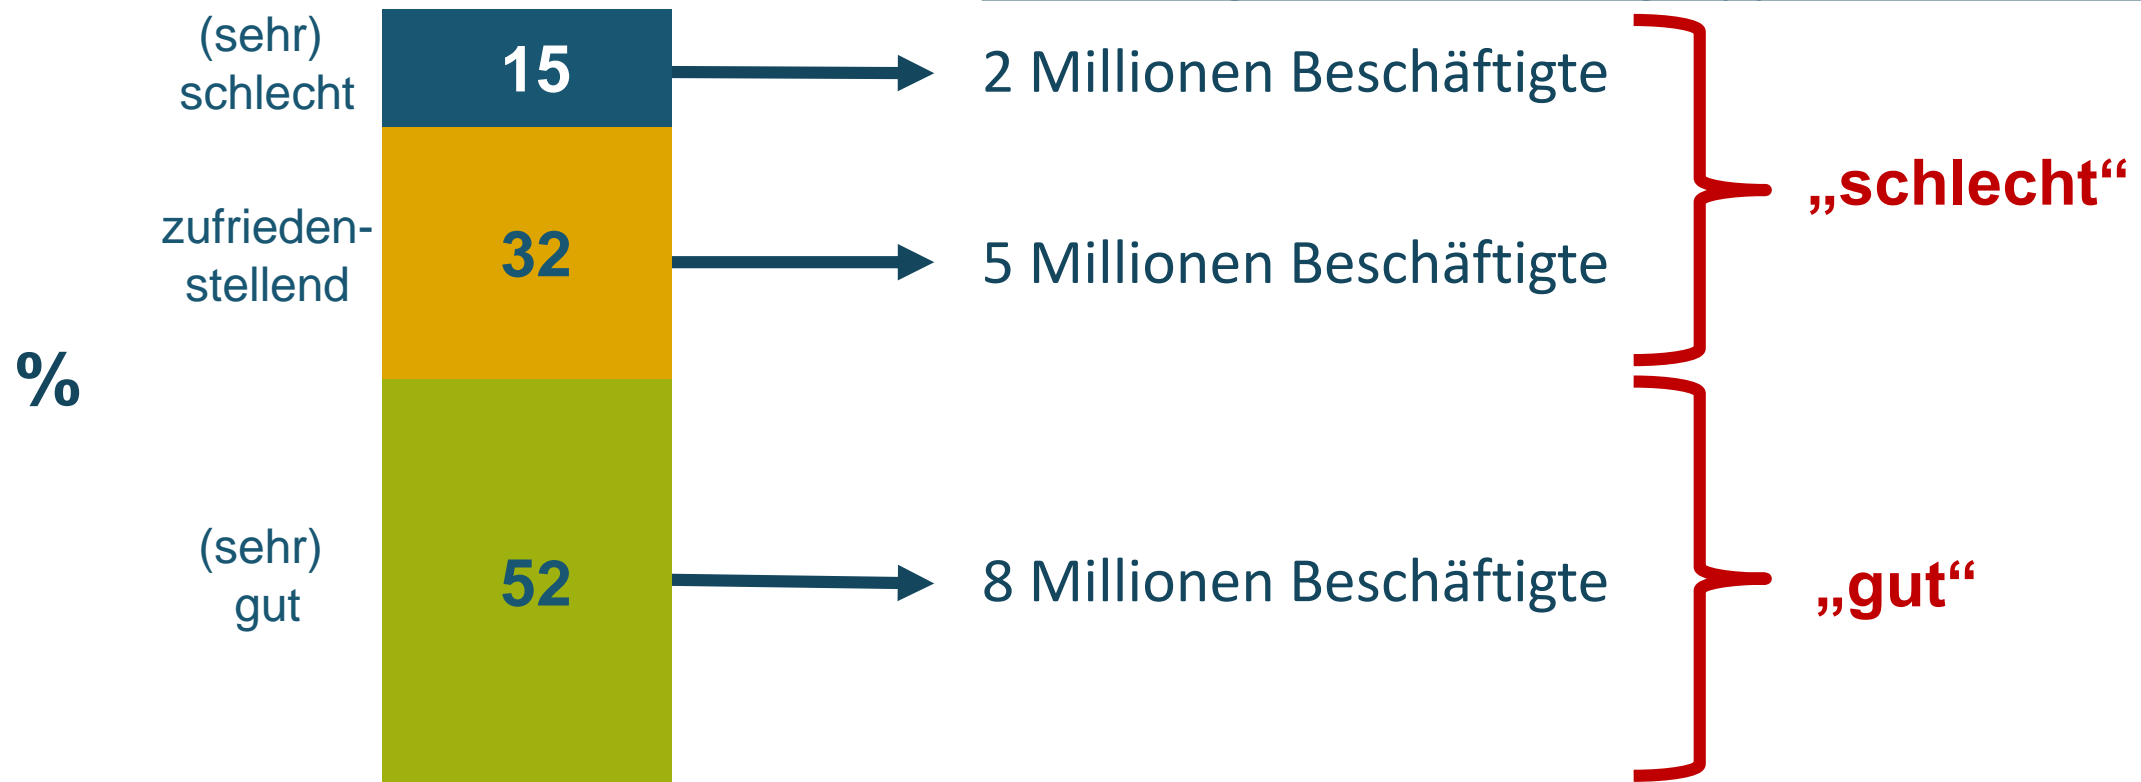 (sehr)
schlecht
15
2 Millionen Beschäftigte
„schlecht“
zufrieden-
stellend
32
5 Millionen Beschäftigte
%
(sehr)
gut
52
8 Millionen Beschäftigte
„gut“